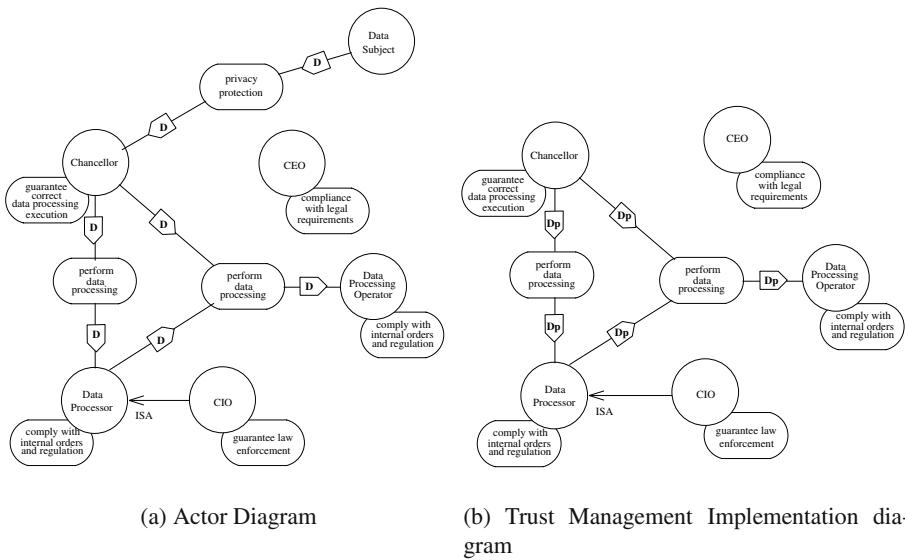 Data
Subject
D
privacy
protection
D
Chancellor
guarantee
correct
data processing
execution
CEO
compliance
with legal
requirements
D
D
perform
data
processing
perform
data
processing
D
Data
Processing
Operator
comply with
internal orders
and regulation
D
D
Data
Processor
ISA
CIO
comply with
internal orders
and regulation
guarantee law
enforcement
(a) Actor Diagram
Chancellor
guarantee
correct
data processing
execution
CEO
compliance
with legal
requirements
Dp
Dp
perform
data
processing
perform
data
processing
Dp
Data
Processing
Operator
comply with
internal orders
and regulation
Dp
Dp
Data
Processor
ISA
CIO
comply with
internal orders
and regulation
guarantee law
enforcement
(b) Trust Management Implementation dia-
gram